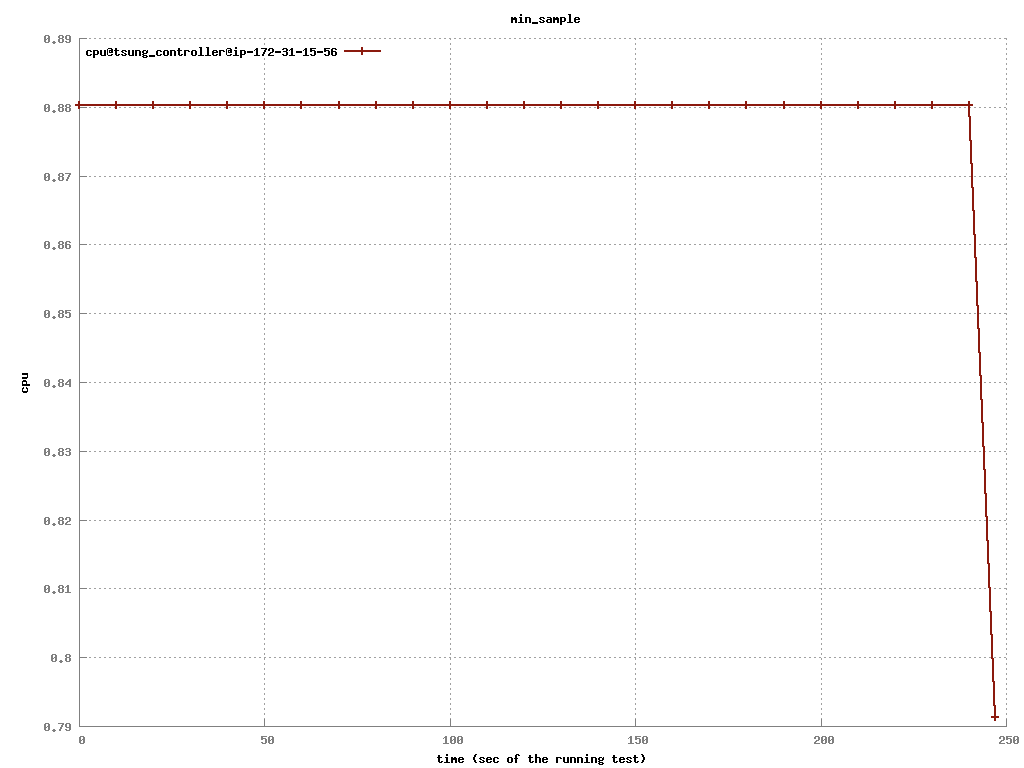 min_sample
cpu@tsung_controller@ip-172-31-15-56
0.89
0.88
0.87
0.86
0.85
0.84
0.83
0.82
0.81
0.8
0.79
cpu
0 50 100 150 200 250
time (sec of the running test)